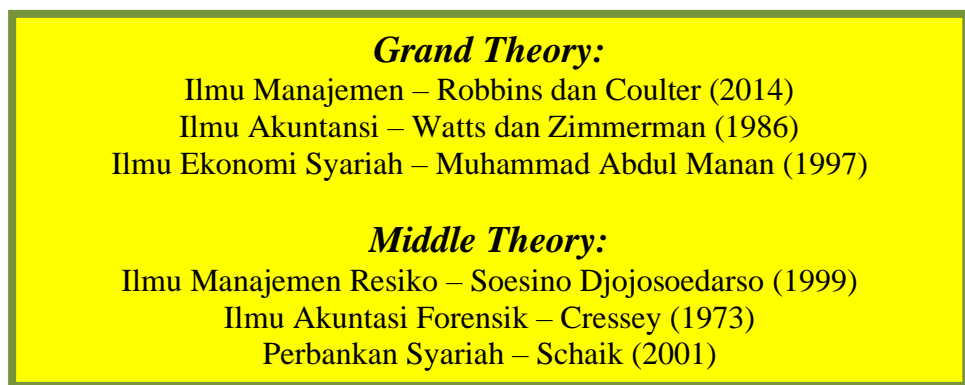 Grand Theory:
Ilmu Manajemen – Robbins dan Coulter (2014)
Ilmu Akuntansi – Watts dan Zimmerman (1986)
Ilmu Ekonomi Syariah – Muhammad Abdul Manan (1997)
Middle Theory:
Ilmu Manajemen Resiko – Soesino Djojosoedarso (1999)
Ilmu Akuntasi Forensik – Cressey (1973)
Perbankan Syariah – Schaik (2001)